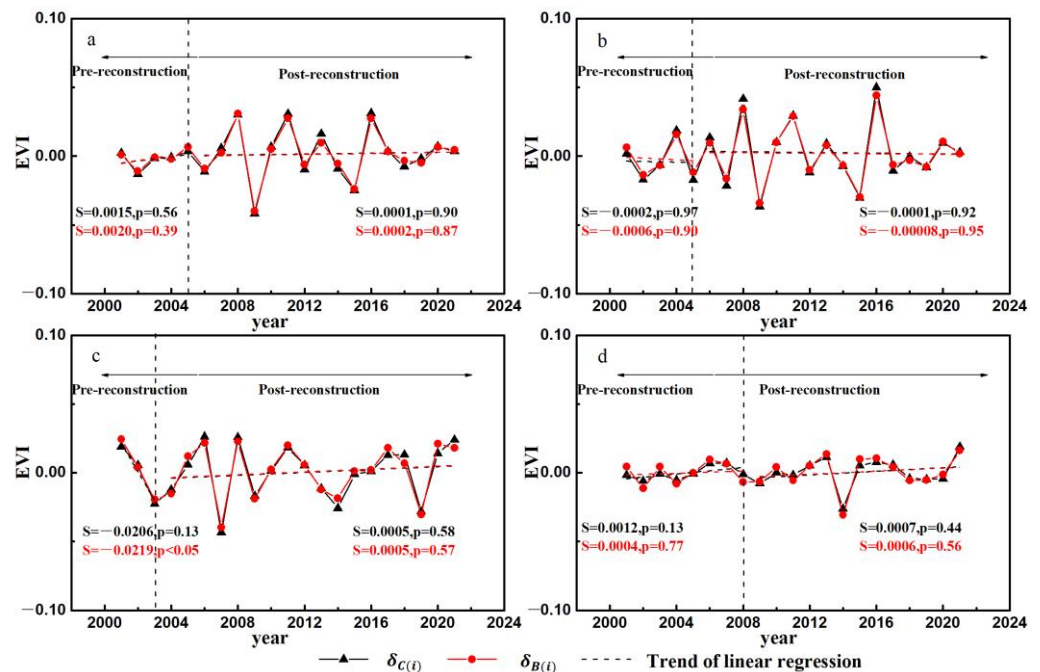 0.10
a
Pre-reconstruction
Post-reconstruction
EVI
0.00
S=0.0015,p=0.56
S=0.0020,p=0.39
S=0.0001,p=0.90
S=0.0002,p=0.87
−0.10
2000 2004 2008 2012 2016 2020 2024
year
0.10
b
Pre-reconstruction
Post-reconstruction
EVI
0.00
S=−0.0002,p=0.97
S=−0.0006,p=0.90
S=−0.0001,p=0.92
S=−0.00008,p=0.95
−0.10
2000 2004 2008 2012 2016 2020 2024
year
0.10
c
Pre-reconstruction
Post-reconstruction
EVI
0.00
S=−0.0206,p=0.13
S=−0.0219,p<0.05
S=0.0005,p=0.58
S=0.0005,p=0.57
−0.10
2000 2004 2008 2012 2016 2020 2024
year
0.10
d
Pre-reconstruction
Post-reconstruction
EVI
0.00
S=0.0012,p=0.13
S=0.0004,p=0.77
S=0.0007,p=0.44
S=0.0006,p=0.56
−0.10
2000 2004 2008 2012 2016 2020 2024
year
δC(i) δB(i) Trend of linear regression